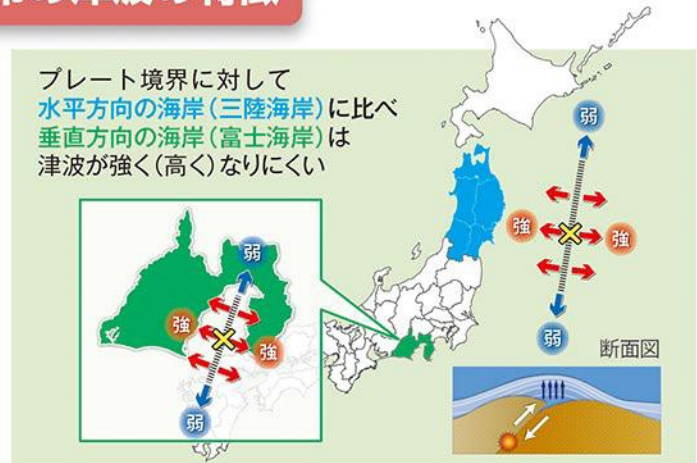 プレート境界に対して
水平方向の海岸（三陸海岸）に比べ
垂直方向の海岸（富士海岸）は
津波が強く（高く）なりにくい
弱
強
強
弱
弱
強
強
弱
断面図